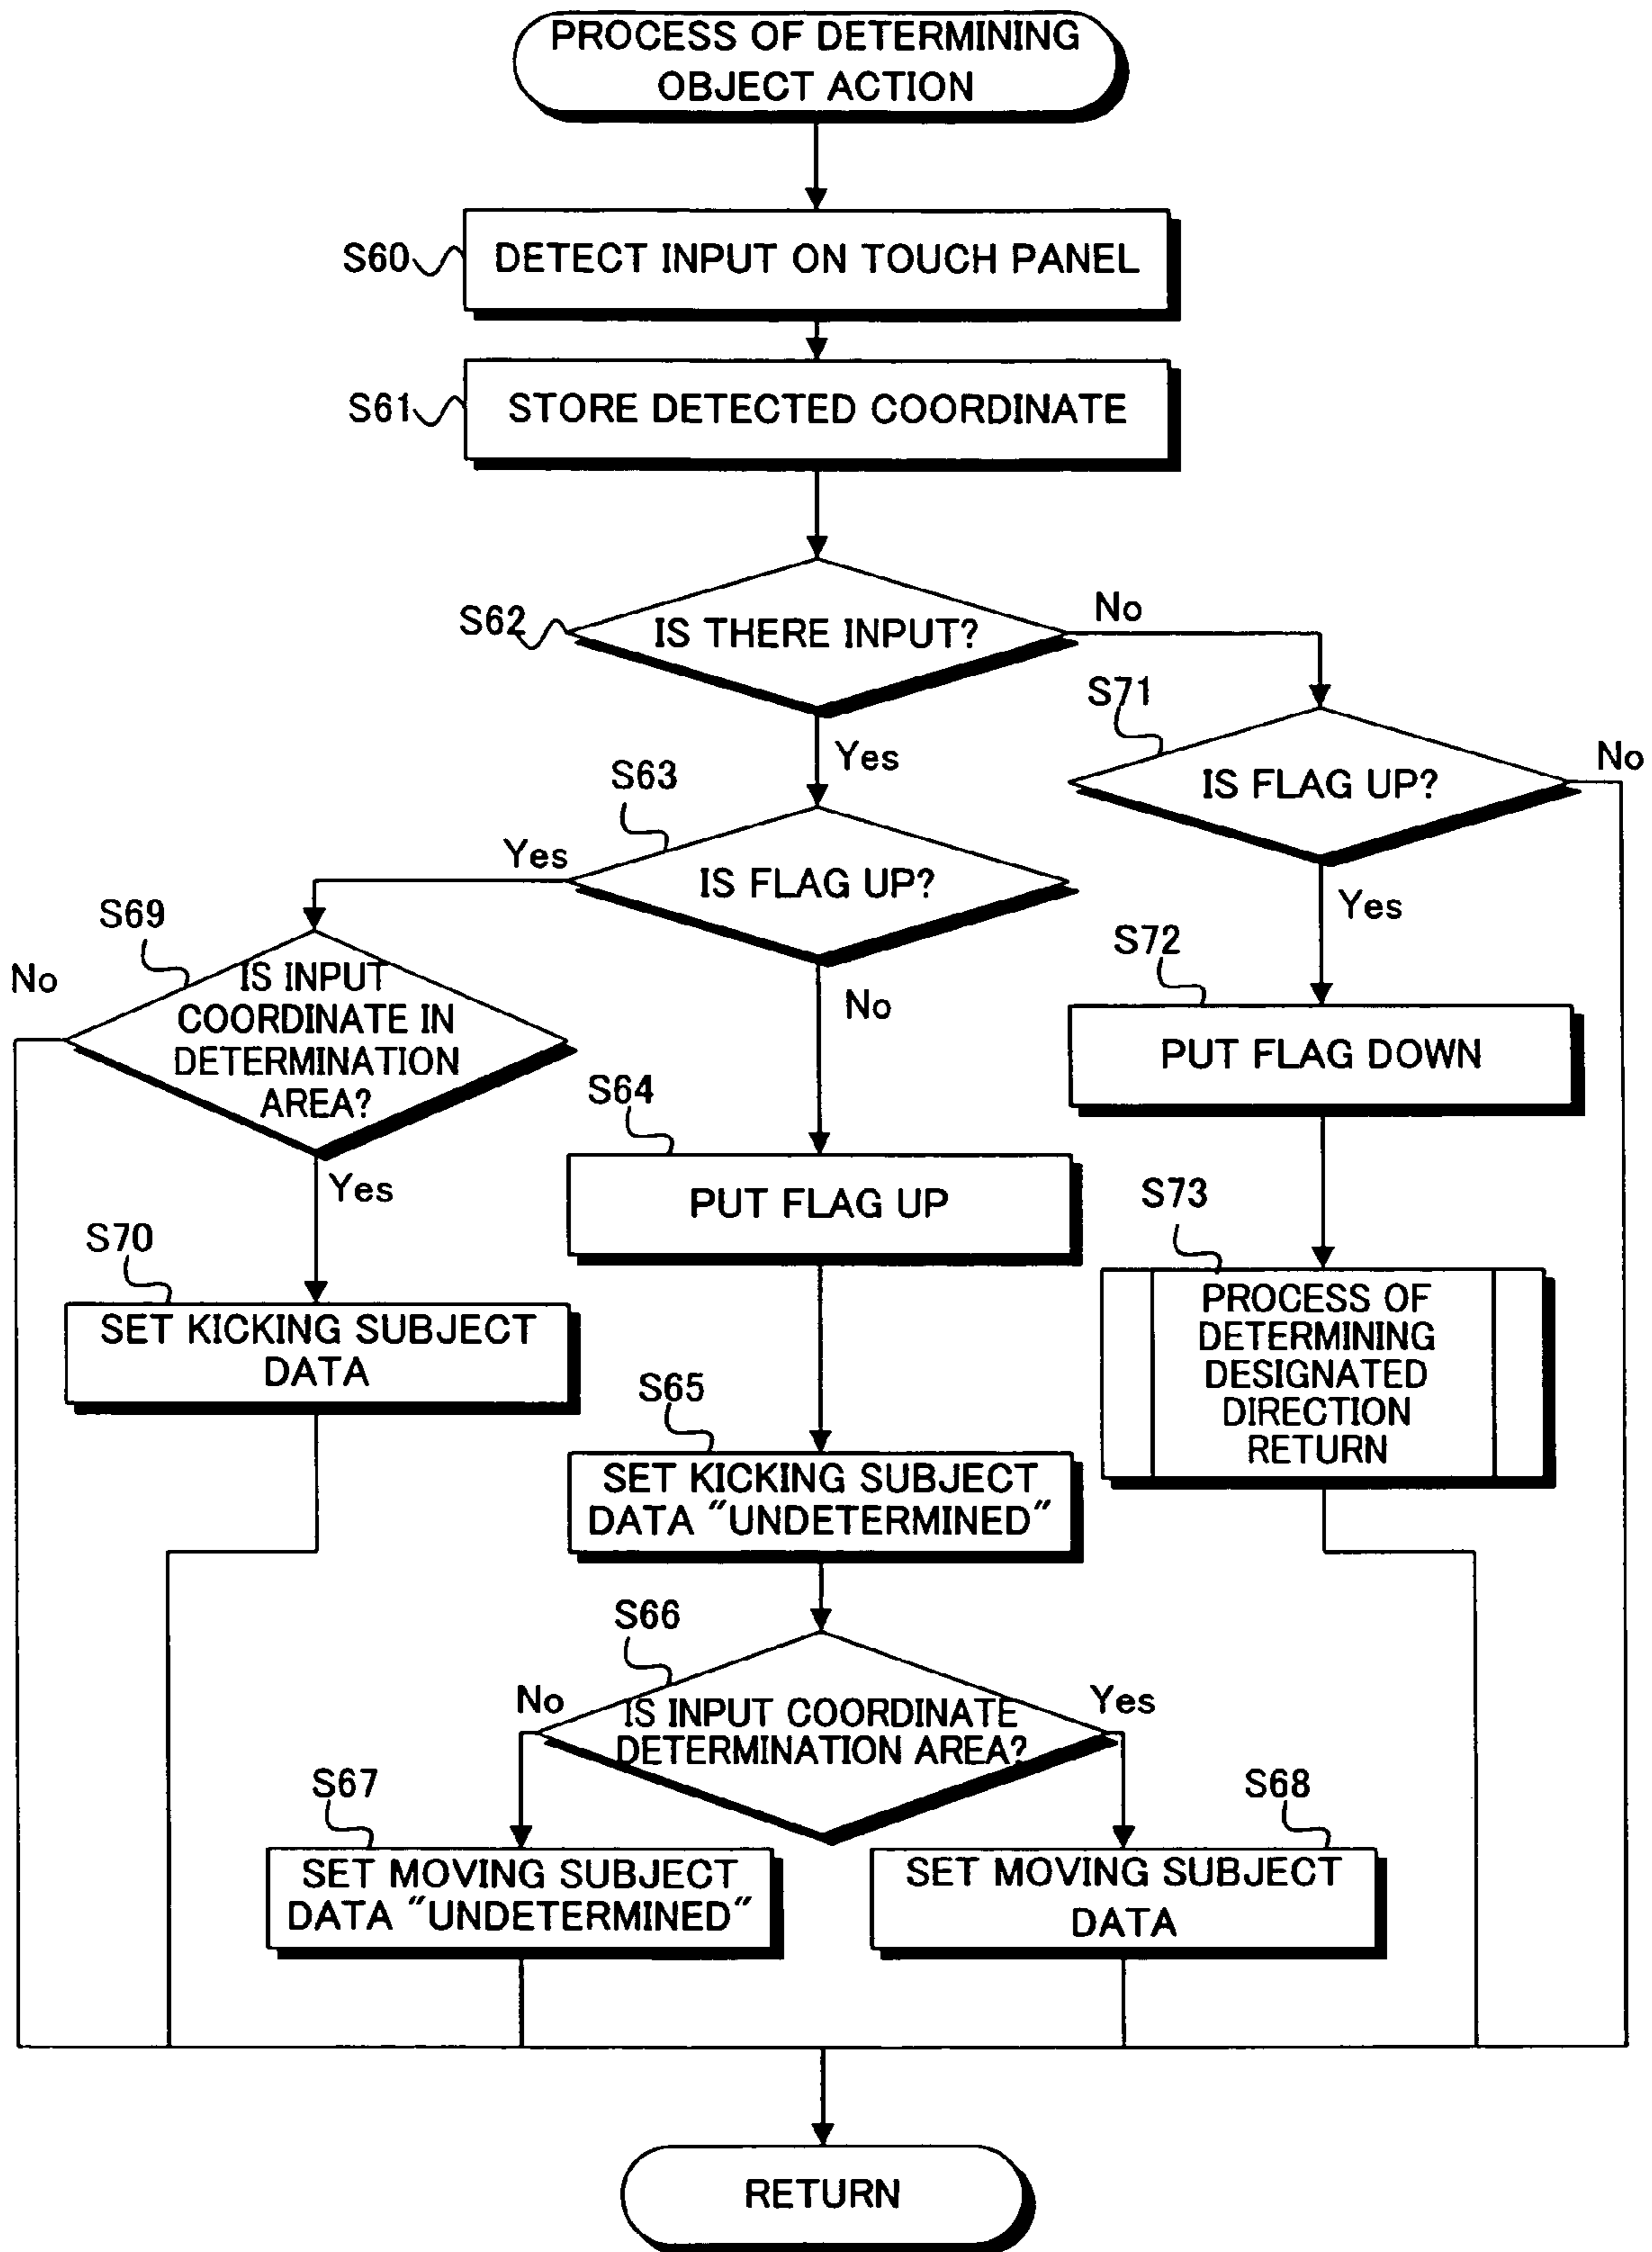 PROCESS OF DETERMINING
OBJECT ACTION
S60
DETECT INPUT ON TOUCH PANEL
S61
STORE DETECTED COORDINATE
S62
IS THERE INPUT?
No
Yes
S71
IS FLAG UP?
No
Yes
S63
IS FLAG UP?
Yes
No
S69
IS INPUT
COORDINATE IN
DETERMINATION
AREA?
No
Yes
S72
PUT FLAG DOWN
S64
PUT FLAG UP
S70
SET KICKING SUBJECT
DATA
S73
PROCESS OF
DETERMINING
DESIGNATED
DIRECTION
RETURN
S65
SET KICKING SUBJECT
DATA "UNDETERMINED"
S66
IS INPUT COORDINATE
DETERMINATION AREA?
No
Yes
S67
SET MOVING SUBJECT
DATA "UNDETERMINED"
S68
SET MOVING SUBJECT
DATA
RETURN